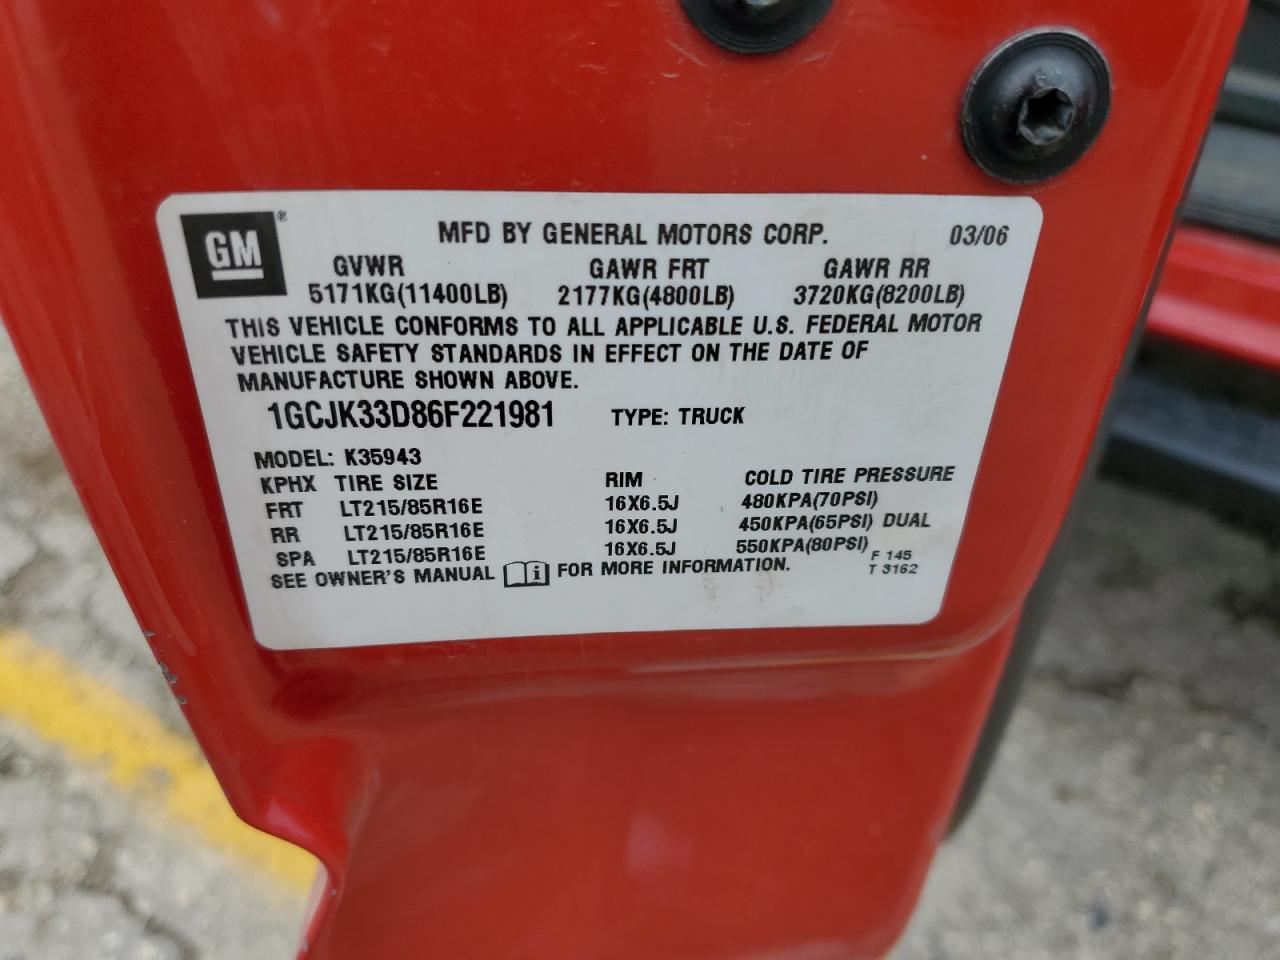 GM® MFD BY GENERAL MOTORS CORP. 03/06
GVWR GAWR FRT GAWR RR
5171KG(11400LB) 2177KG(4800LB) 3720KG(8200LB)
THIS VEHICLE CONFORMS TO ALL APPLICABLE U.S. FEDERAL MOTOR
VEHICLE SAFETY STANDARDS IN EFFECT ON THE DATE OF
MANUFACTURE SHOWN ABOVE.
1GCJK33D86F221981 TYPE: TRUCK
MODEL: K35943
KPHX TIRE SIZE RIM COLD TIRE PRESSURE
FRT LT215/85R16E 16X6.5J 480KPA(70PSI)
RR LT215/85R16E 16X6.5J 450KPA(65PSI) DUAL
SPA LT215/85R16E 16X6.5J 550KPA(80PSI)
SEE OWNER'S MANUAL i FOR MORE INFORMATION.
F 145
T 3162